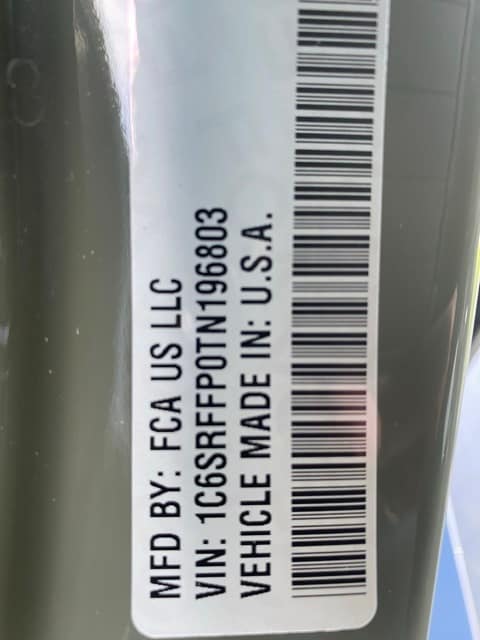 MFD BY: FCA US LLC
VIN: 1C6SRFFP0TN196803
VEHICLE MADE IN: U.S.A.